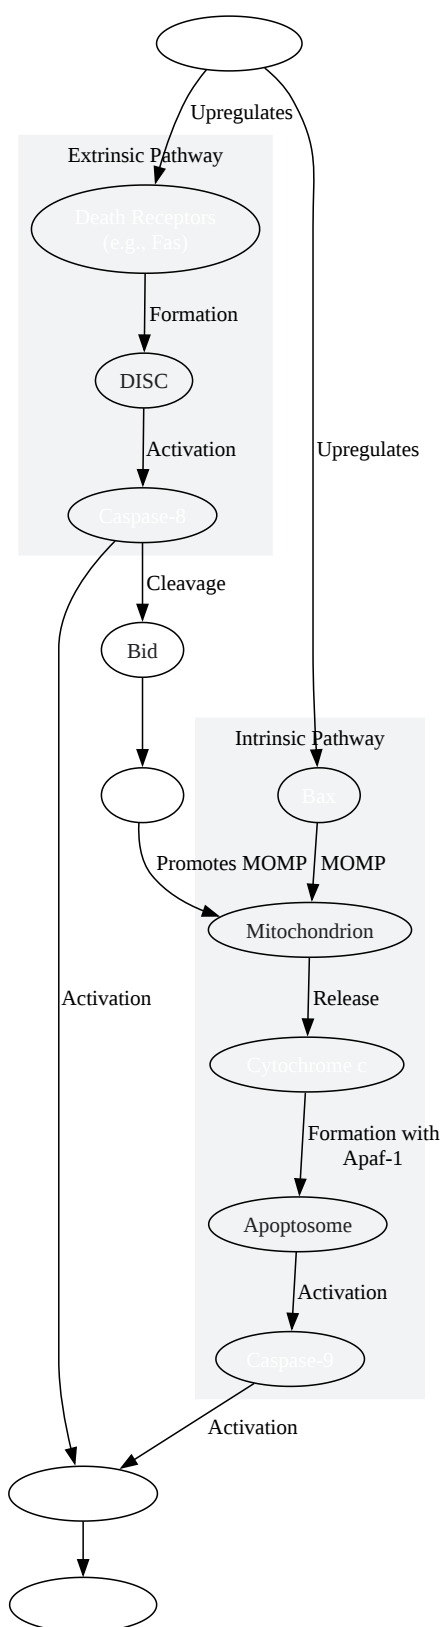 Upregulates
Extrinsic Pathway
Death Receptors
(e.g., Fas)
Formation
DISC
Activation
Upregulates
Caspase-8
Cleavage
Bid
Intrinsic Pathway
Bax
Promotes MOMP
MOMP
Mitochondrion
Activation
Release
Cytochrome c
Formation with
Apaf-1
Apoptosome
Activation
Caspase-9
Activation